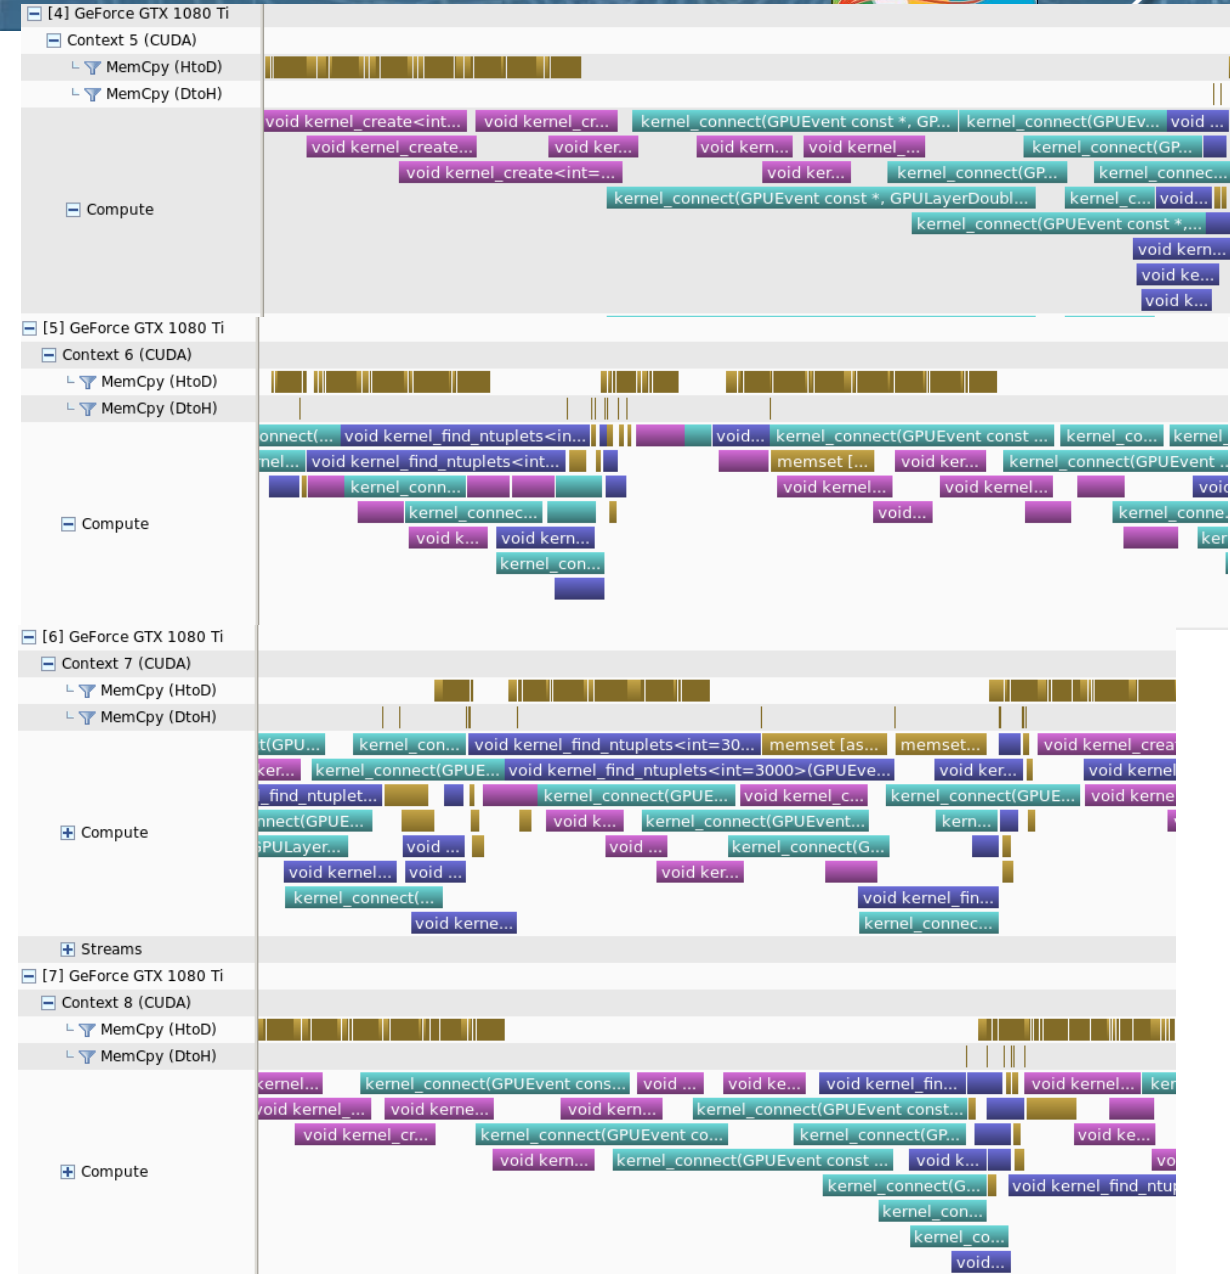 [4] GeForce GTX 1080 Ti
Context 5 (CUDA)
MemCpy (HtoD)
MemCpy (DtoH)
void kernel_create<int... void kernel_cr... kernel_connect(GPUEvent const *, GP... kernel_connect(GPUEv... void ...
void kernel_create... void ker... void kern... void kernel_... kernel_connect(GP...
void kernel_create<int=... void ker... kernel_connect(GP... kernel_connec...
kernel_connect(GPUEvent const *, GPULayerDoubl... kernel_c... void...
Compute
kernel_connect(GPUEvent const *,...
void kern...
void ke...
void k...
[5] GeForce GTX 1080 Ti
Context 6 (CUDA)
MemCpy (HtoD)
MemCpy (DtoH)
onnect(... void kernel_find_ntuplets<in... void... kernel_connect(GPUEvent const ... kernel_co... kernel_
nel... void kernel_find_ntuplets<int... memset [... void ker... kernel_connect(GPUEvent ..
kernel_conn... void kernel... void kernel... void
kernel_connec... void... kernel_conne..
Compute
void k... void kern... ker
kernel_con...
[6] GeForce GTX 1080 Ti
Context 7 (CUDA)
MemCpy (HtoD)
MemCpy (DtoH)
t(GPU... kernel_con... void kernel_find_ntuplets<int=30... memset [as... memset... void kernel_crea
ker... kernel_connect(GPUE... void kernel_find_ntuplets<int=3000>(GPUEve... void ker... void kernel
_find_ntuplet... kernel_connect(GPUE... void kernel_c... kernel_connect(GPUE... void kerne
nnect(GPUE... void k... kernel_connect(GPUEvent... kern...
Compute
GPULayer... void ... void ... kernel_connect(G...
void kernel... void ... void ker...
kernel_connect(... void kernel_fin...
void kerne... kernel_connec...
Streams
[7] GeForce GTX 1080 Ti
Context 8 (CUDA)
MemCpy (HtoD)
MemCpy (DtoH)
kernel... kernel_connect(GPUEvent cons... void ... void ke... void kernel_fin... void kernel... ker
void kernel_... void kerne... void kern... kernel_connect(GPUEvent const...
void kernel_cr... kernel_connect(GPUEvent co... kernel_connect(GP... void ke...
void kern... kernel_connect(GPUEvent const ... void k... vo
Compute
kernel_connect(G... void kernel_find_ntup
kernel_con...
kernel_co...
void...